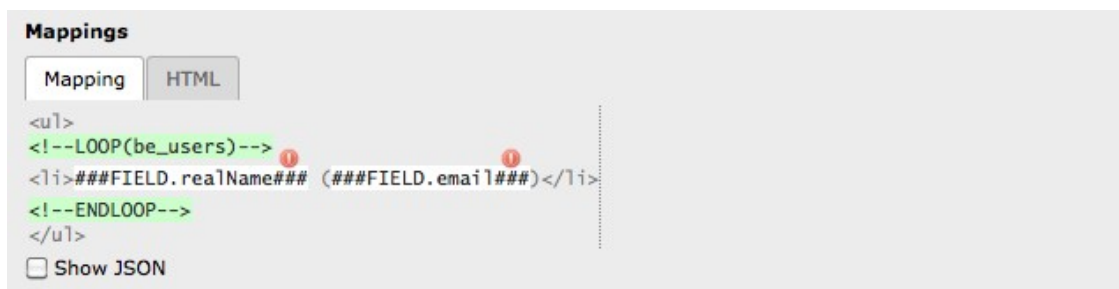 Mappings
Mapping HTML
<ul>
<!--LOOP(be_users)-->
<li>###FIELD.realName### (###FIELD.email###)</li>
<!--ENDLOOP-->
</ul>
Show JSON